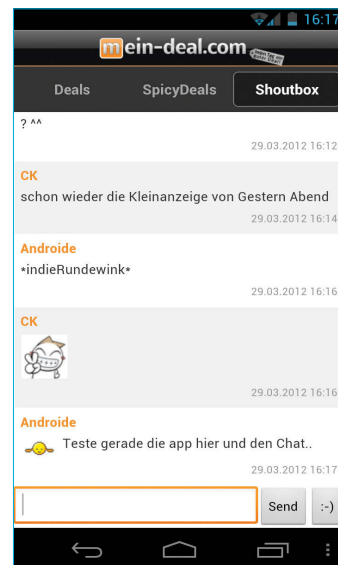 16:17
mein-deal.com
Deals SpicyDeals Shoutbox
? ^^
29.03.2012 16:12
CK
schon wieder die Kleinanzeige von Gestern Abend
29.03.2012 16:14
Androide
*indieRundewink*
29.03.2012 16:16
CK
29.03.2012 16:16
Androide
Teste gerade die app hier und den Chat..
29.03.2012 16:17
Send :-)